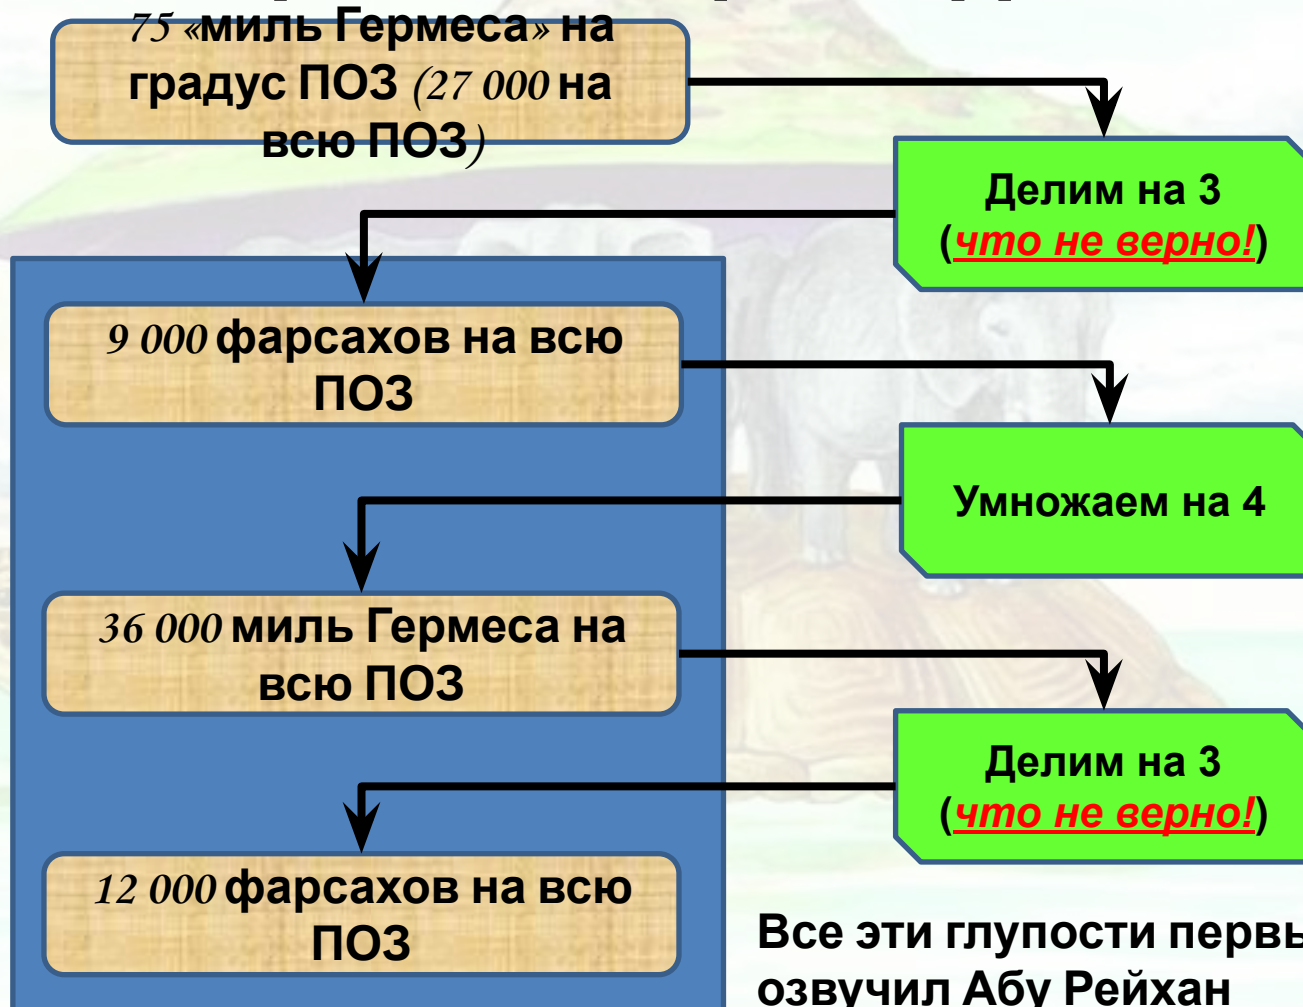 75 «миль Гермеса» на
градус ПОЗ (27 000 на
всю ПОЗ)
Делим на 3
(что не верно!)
9 000 фарсахов на всю
ПОЗ
Умножаем на 4
36 000 миль Гермеса на
всю ПОЗ
Делим на 3
(что не верно!)
12 000 фарсахов на всю
ПОЗ
Все эти глупости
озвучил Абу Рейхан